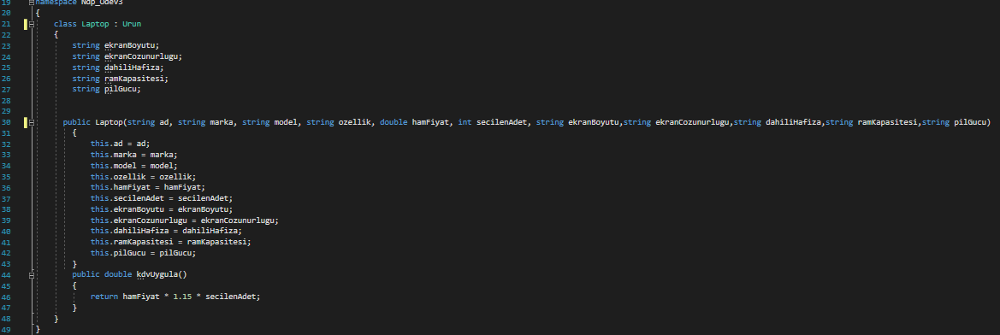 19 namespace Ndp_Odev3
20 {
21 class Laptop : Urun
22 {
23 string ekranBoyutu;
24 string ekranCozunurlugu;
25 string dahiliHafiza;
26 string ramKapasitesi;
27 string pilGucu;
28
29
30 public Laptop(string ad, string marka, string model, string ozellik, double hamFiyat, int secilenAdet, string ekranBoyutu,string ekranCozunurlugu,string dahiliHafiza,string ramKapasitesi,string pilGucu)
31 {
32 this.ad = ad;
33 this.marka = marka;
34 this.model = model;
35 this.ozellik = ozellik;
36 this.hamFiyat = hamFiyat;
37 this.secilenAdet = secilenAdet;
38 this.ekranBoyutu = ekranBoyutu;
39 this.ekranCozunurlugu = ekranCozunurlugu;
40 this.dahiliHafiza = dahiliHafiza;
41 this.ramKapasitesi = ramKapasitesi;
42 this.pilGucu = pilGucu;
43 }
44 public double kdvUygula()
45 {
46 return hamFiyat * 1.15 * secilenAdet;
47 }
48 }
49 }